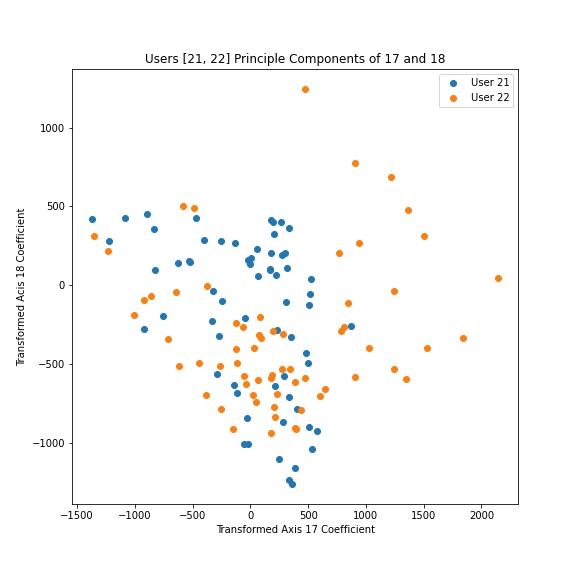 Users [21, 22] Principle Components of 17 and 18
User 21
User 22
Transformed Acis 18 Coefficient
1000
500
0
−500
−1000
−1500
−1000
−500
0
500
1000
1500
2000
Transformed Axis 17 Coefficient